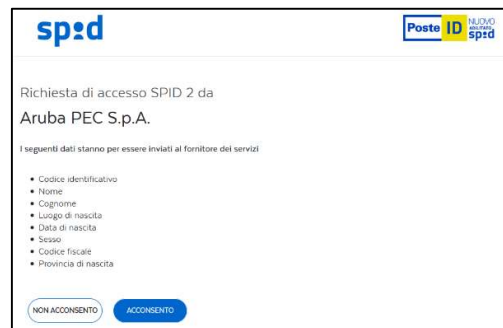 spid
Poste ID NUOVO
ABILITATO
spid
Richiesta di accesso SPID 2 da
Aruba PEC S.p.A.
I seguenti dati stanno per essere inviati al fornitore dei servizi
Codice identificativo
Nome
Cognome
Luogo di nascita
Data di nascita
Sesso
Codice fiscale
Provincia di nascita
NON ACCONSENTO
ACCONSENTO